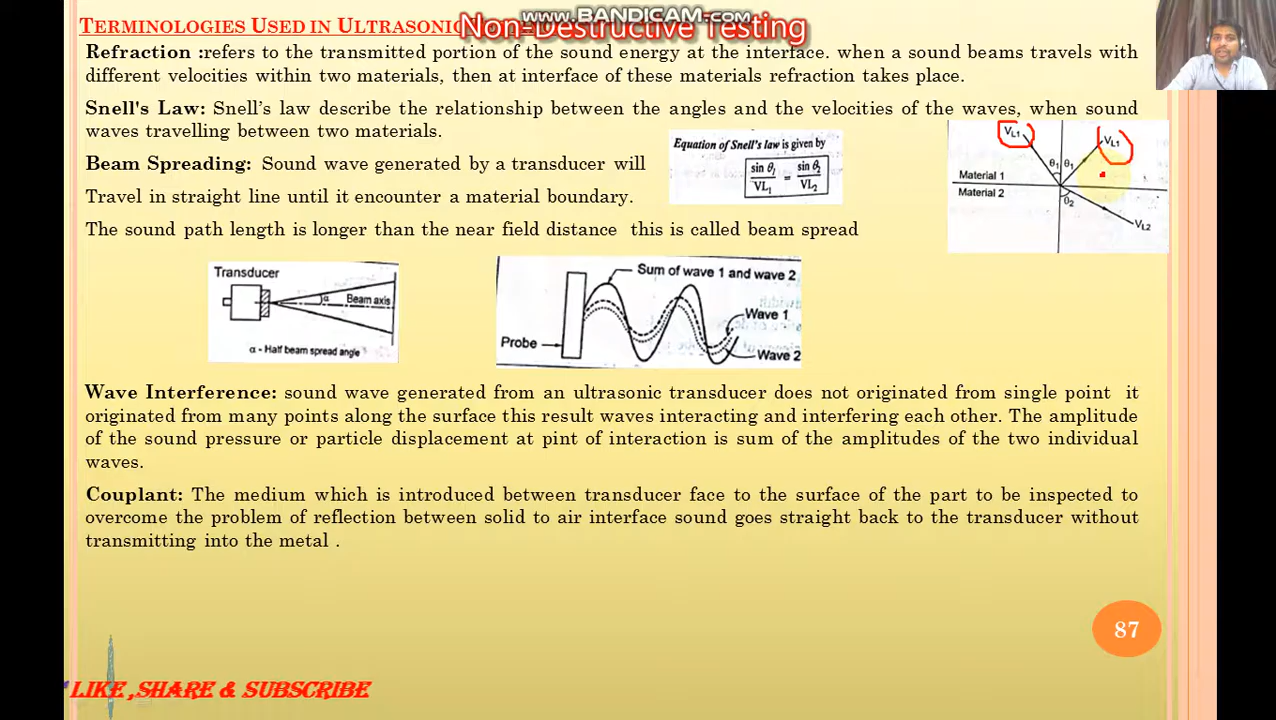 TERMINOLOGIES USED IN ULTRASONIC
www.BANDICAM.com
Non-Destructive Testing
Refraction :refers to the transmitted portion of the sound energy at the interface. when a sound beams travels with
different velocities within two materials, then at interface of these materials refraction takes place.
Snell's Law: Snell's law describe the relationship between the angles and the velocities of the waves, when sound
waves travelling between two materials.
Equation of Snell's law is given by
sin θ1 / VL1 = sin θ2 / VL2
VL1
VL1
θ1 θ1
Material 1
Material 2
θ2
VL2
Beam Spreading: Sound wave generated by a transducer will
Travel in straight line until it encounter a material boundary.
The sound path length is longer than the near field distance this is called beam spread
Transducer
α
Beam axis
α - Half beam spread angle
Sum of wave 1 and wave 2
Wave 1
Probe
Wave 2
Wave Interference: sound wave generated from an ultrasonic transducer does not originated from single point it
originated from many points along the surface this result waves interacting and interfering each other. The amplitude
of the sound pressure or particle displacement at pint of interaction is sum of the amplitudes of the two individual
waves.
Couplant: The medium which is introduced between transducer face to the surface of the part to be inspected to
overcome the problem of reflection between solid to air interface sound goes straight back to the transducer without
transmitting into the metal .
87
LIKE ,SHARE & SUBSCRIBE